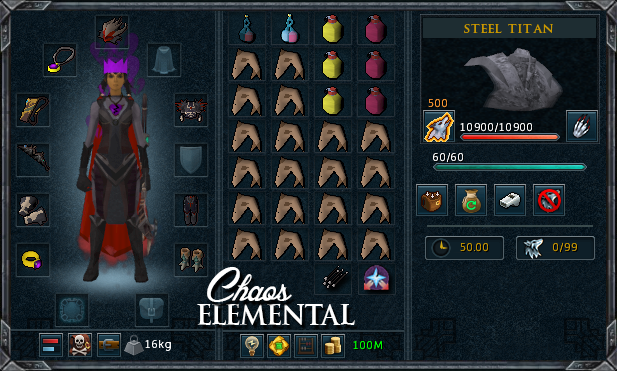 STEEL TITAN
500
10900/10900
60/60
50.00
0/99
Chaos
ELEMENTAL
16kg
100M